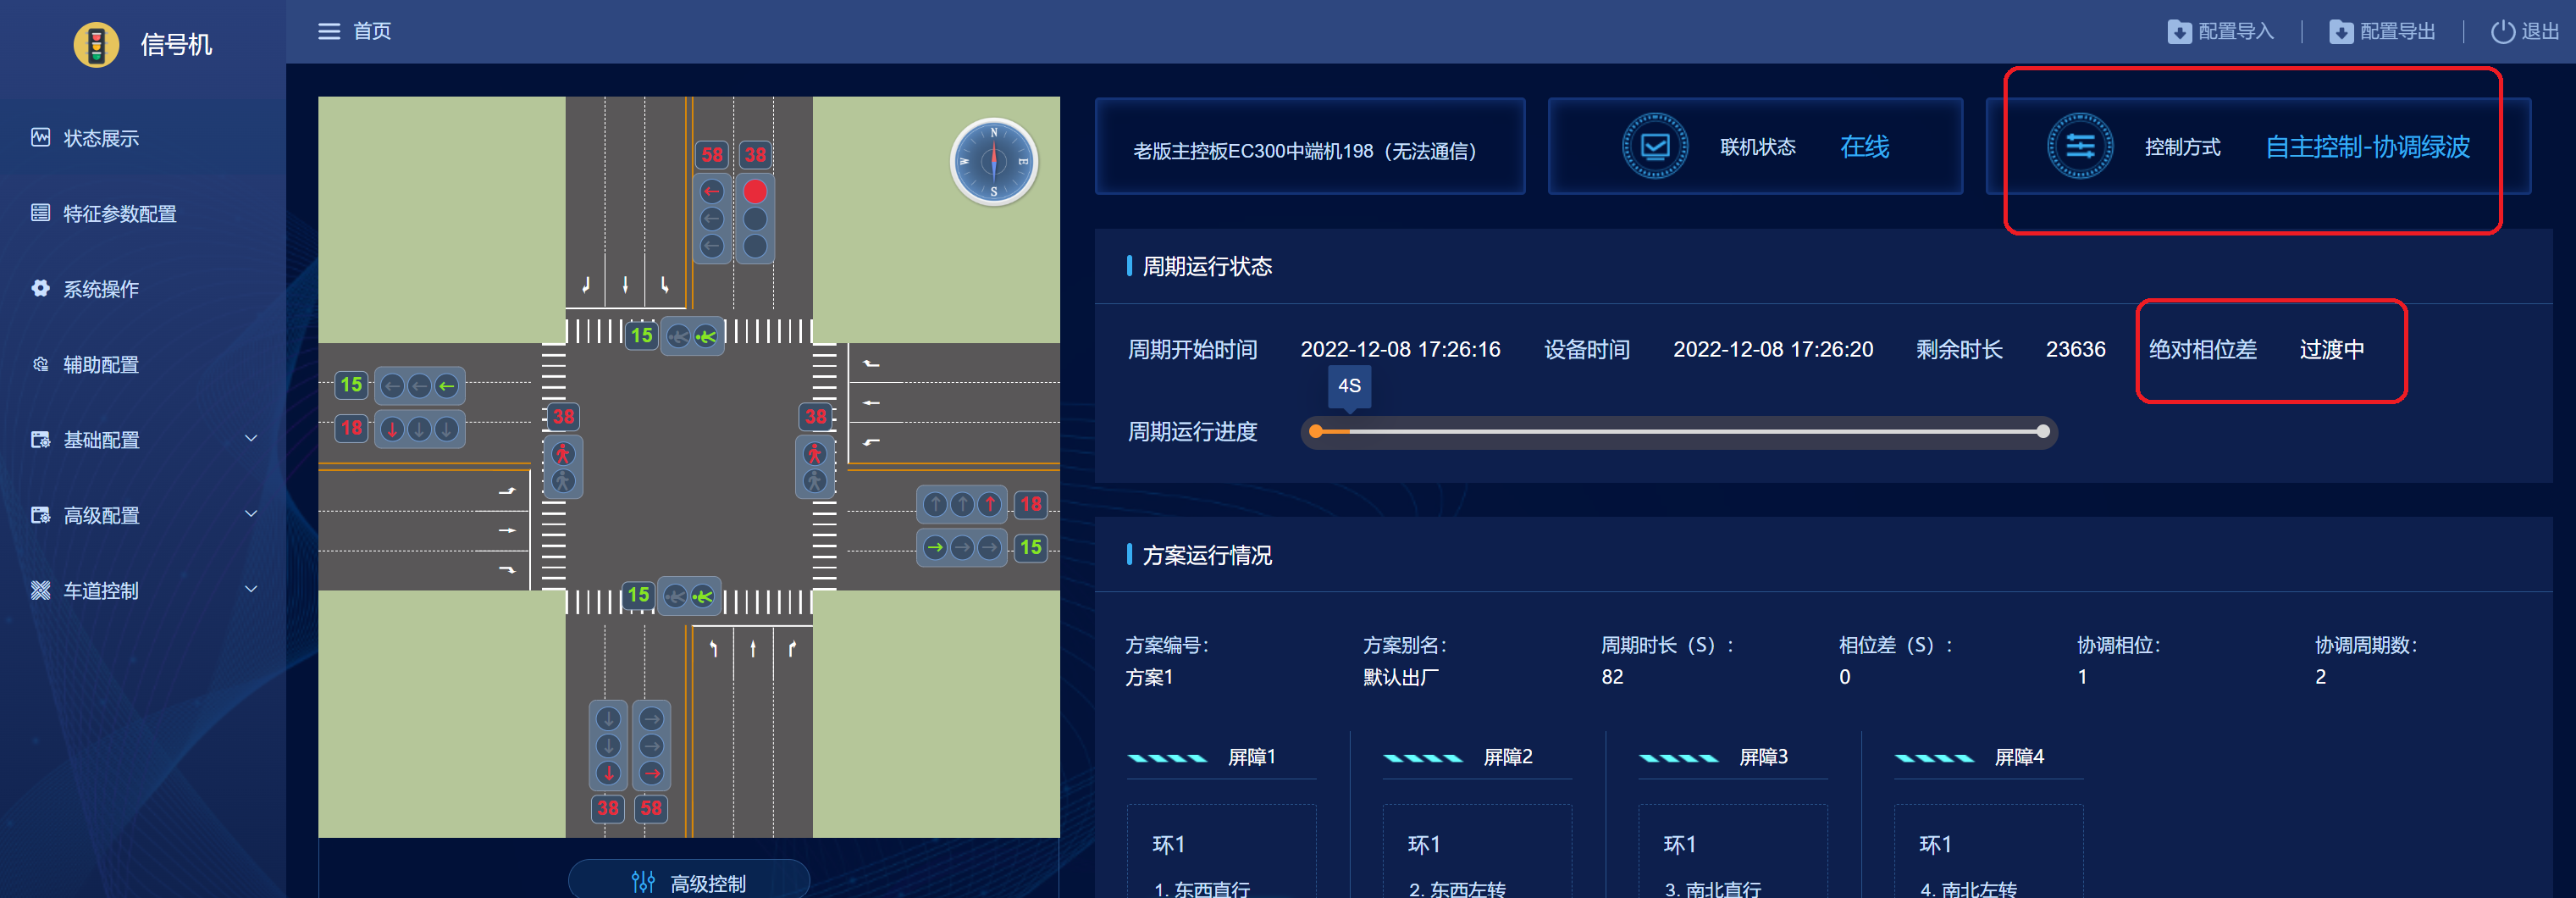 信号机
首页
配置导入
配置导出
退出
状态展示
特征参数配置
系统操作
辅助配置
基础配置
高级配置
车道控制
N
W
E
S
58 38
15
15
18
38
38
18
15
15
38 58
高级控制
老版主控板EC300中端机198（无法通信）
联机状态 在线
控制方式 自主控制-协调绿波
周期运行状态
周期开始时间 2022-12-08 17:26:16 设备时间 2022-12-08 17:26:20 剩余时长 23636 绝对相位差 过渡中
4S
周期运行进度
方案运行情况
方案编号： 方案别名： 周期时长（S）： 相位差（S）： 协调相位： 协调周期数：
方案1 默认出厂 82 0 1 2
屏障1 屏障2 屏障3 屏障4
环1 环1 环1 环1
1. 东西直行 2. 东西左转 3. 南北直行 4. 南北左转